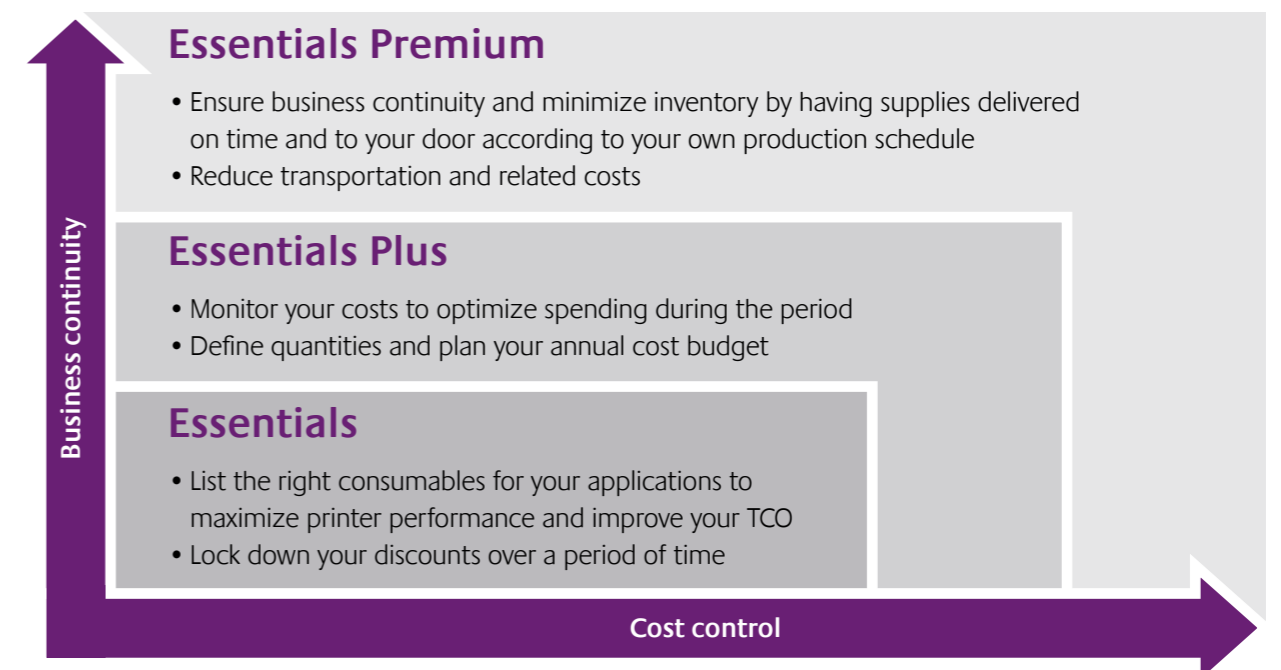 Essentials Premium
• Ensure business continuity and minimize inventory by having supplies delivered
on time and to your door according to your own production schedule
• Reduce transportation and related costs
Business continuity
Essentials Plus
• Monitor your costs to optimize spending during the period
• Define quantities and plan your annual cost budget
Essentials
• List the right consumables for your applications to
maximize printer performance and improve your TCO
• Lock down your discounts over a period of time
Cost control